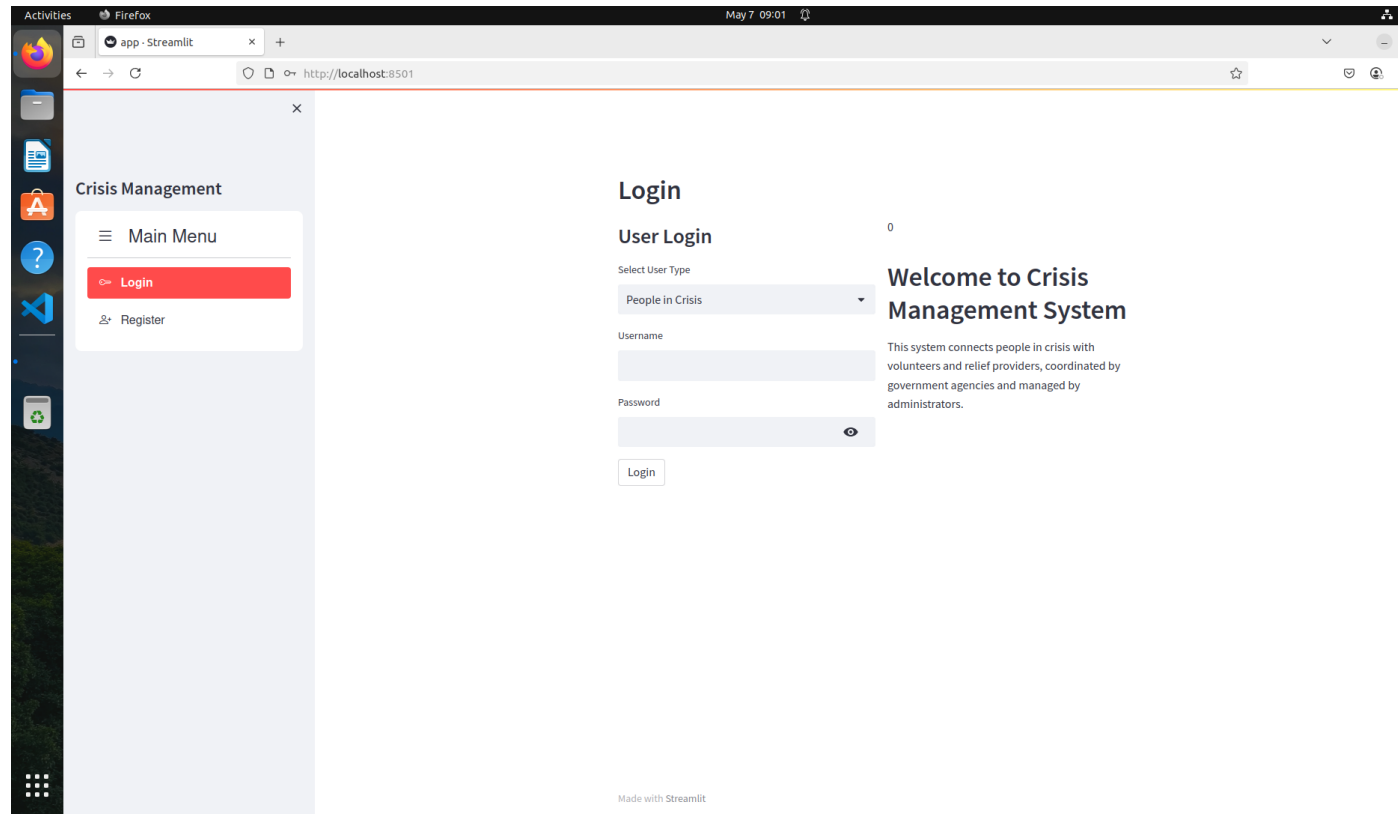 Activities
Firefox
May 7 09:01
app · Streamlit
http://localhost:8501
Crisis Management
Main Menu
Login
Register
Login
User Login
Select User Type
People in Crisis
Username
Password
Login
0
Welcome to Crisis
Management System
This system connects people in crisis with
volunteers and relief providers, coordinated by
government agencies and managed by
administrators.
Made with Streamlit